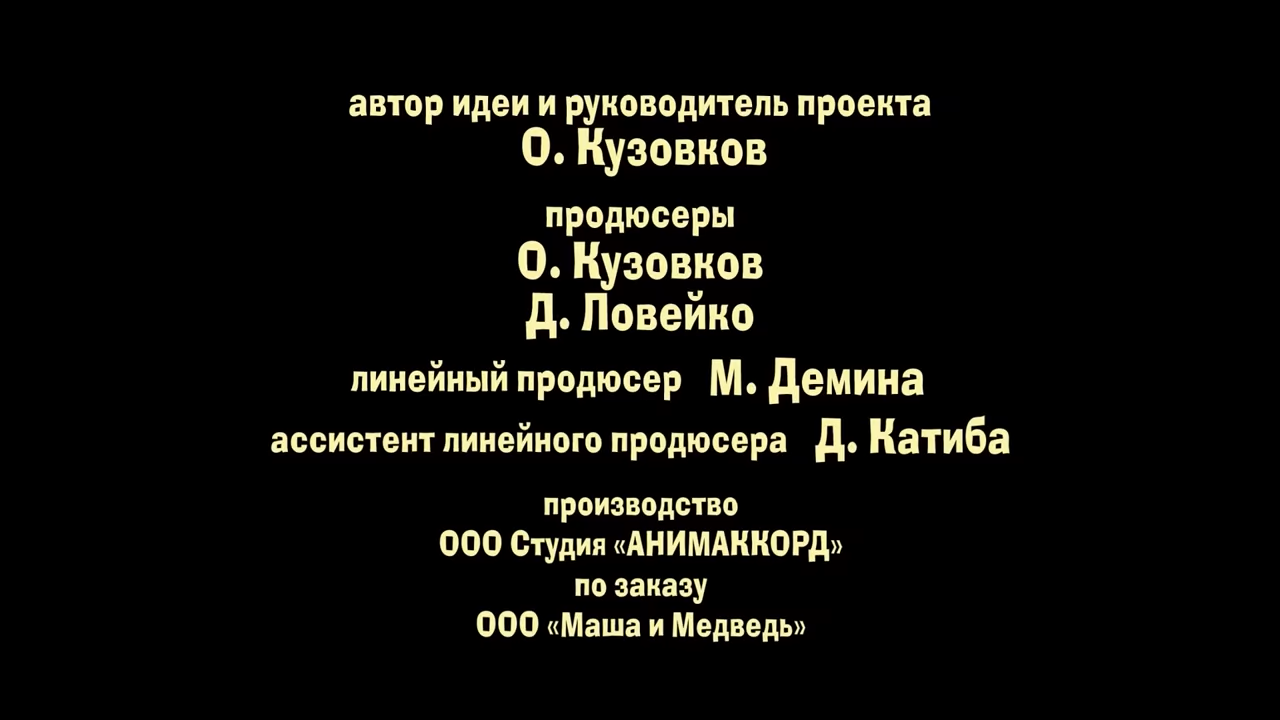 автор идеи и руководитель проекта
О. Кузовков
продюсеры
О. Кузовков
Д. Ловейко
линейный продюсер М. Демина
ассистент линейного продюсера Д. Катиба
производство
ООО Студия «АНИМАККОРД»
по заказу
ООО «Маша и Медведь»